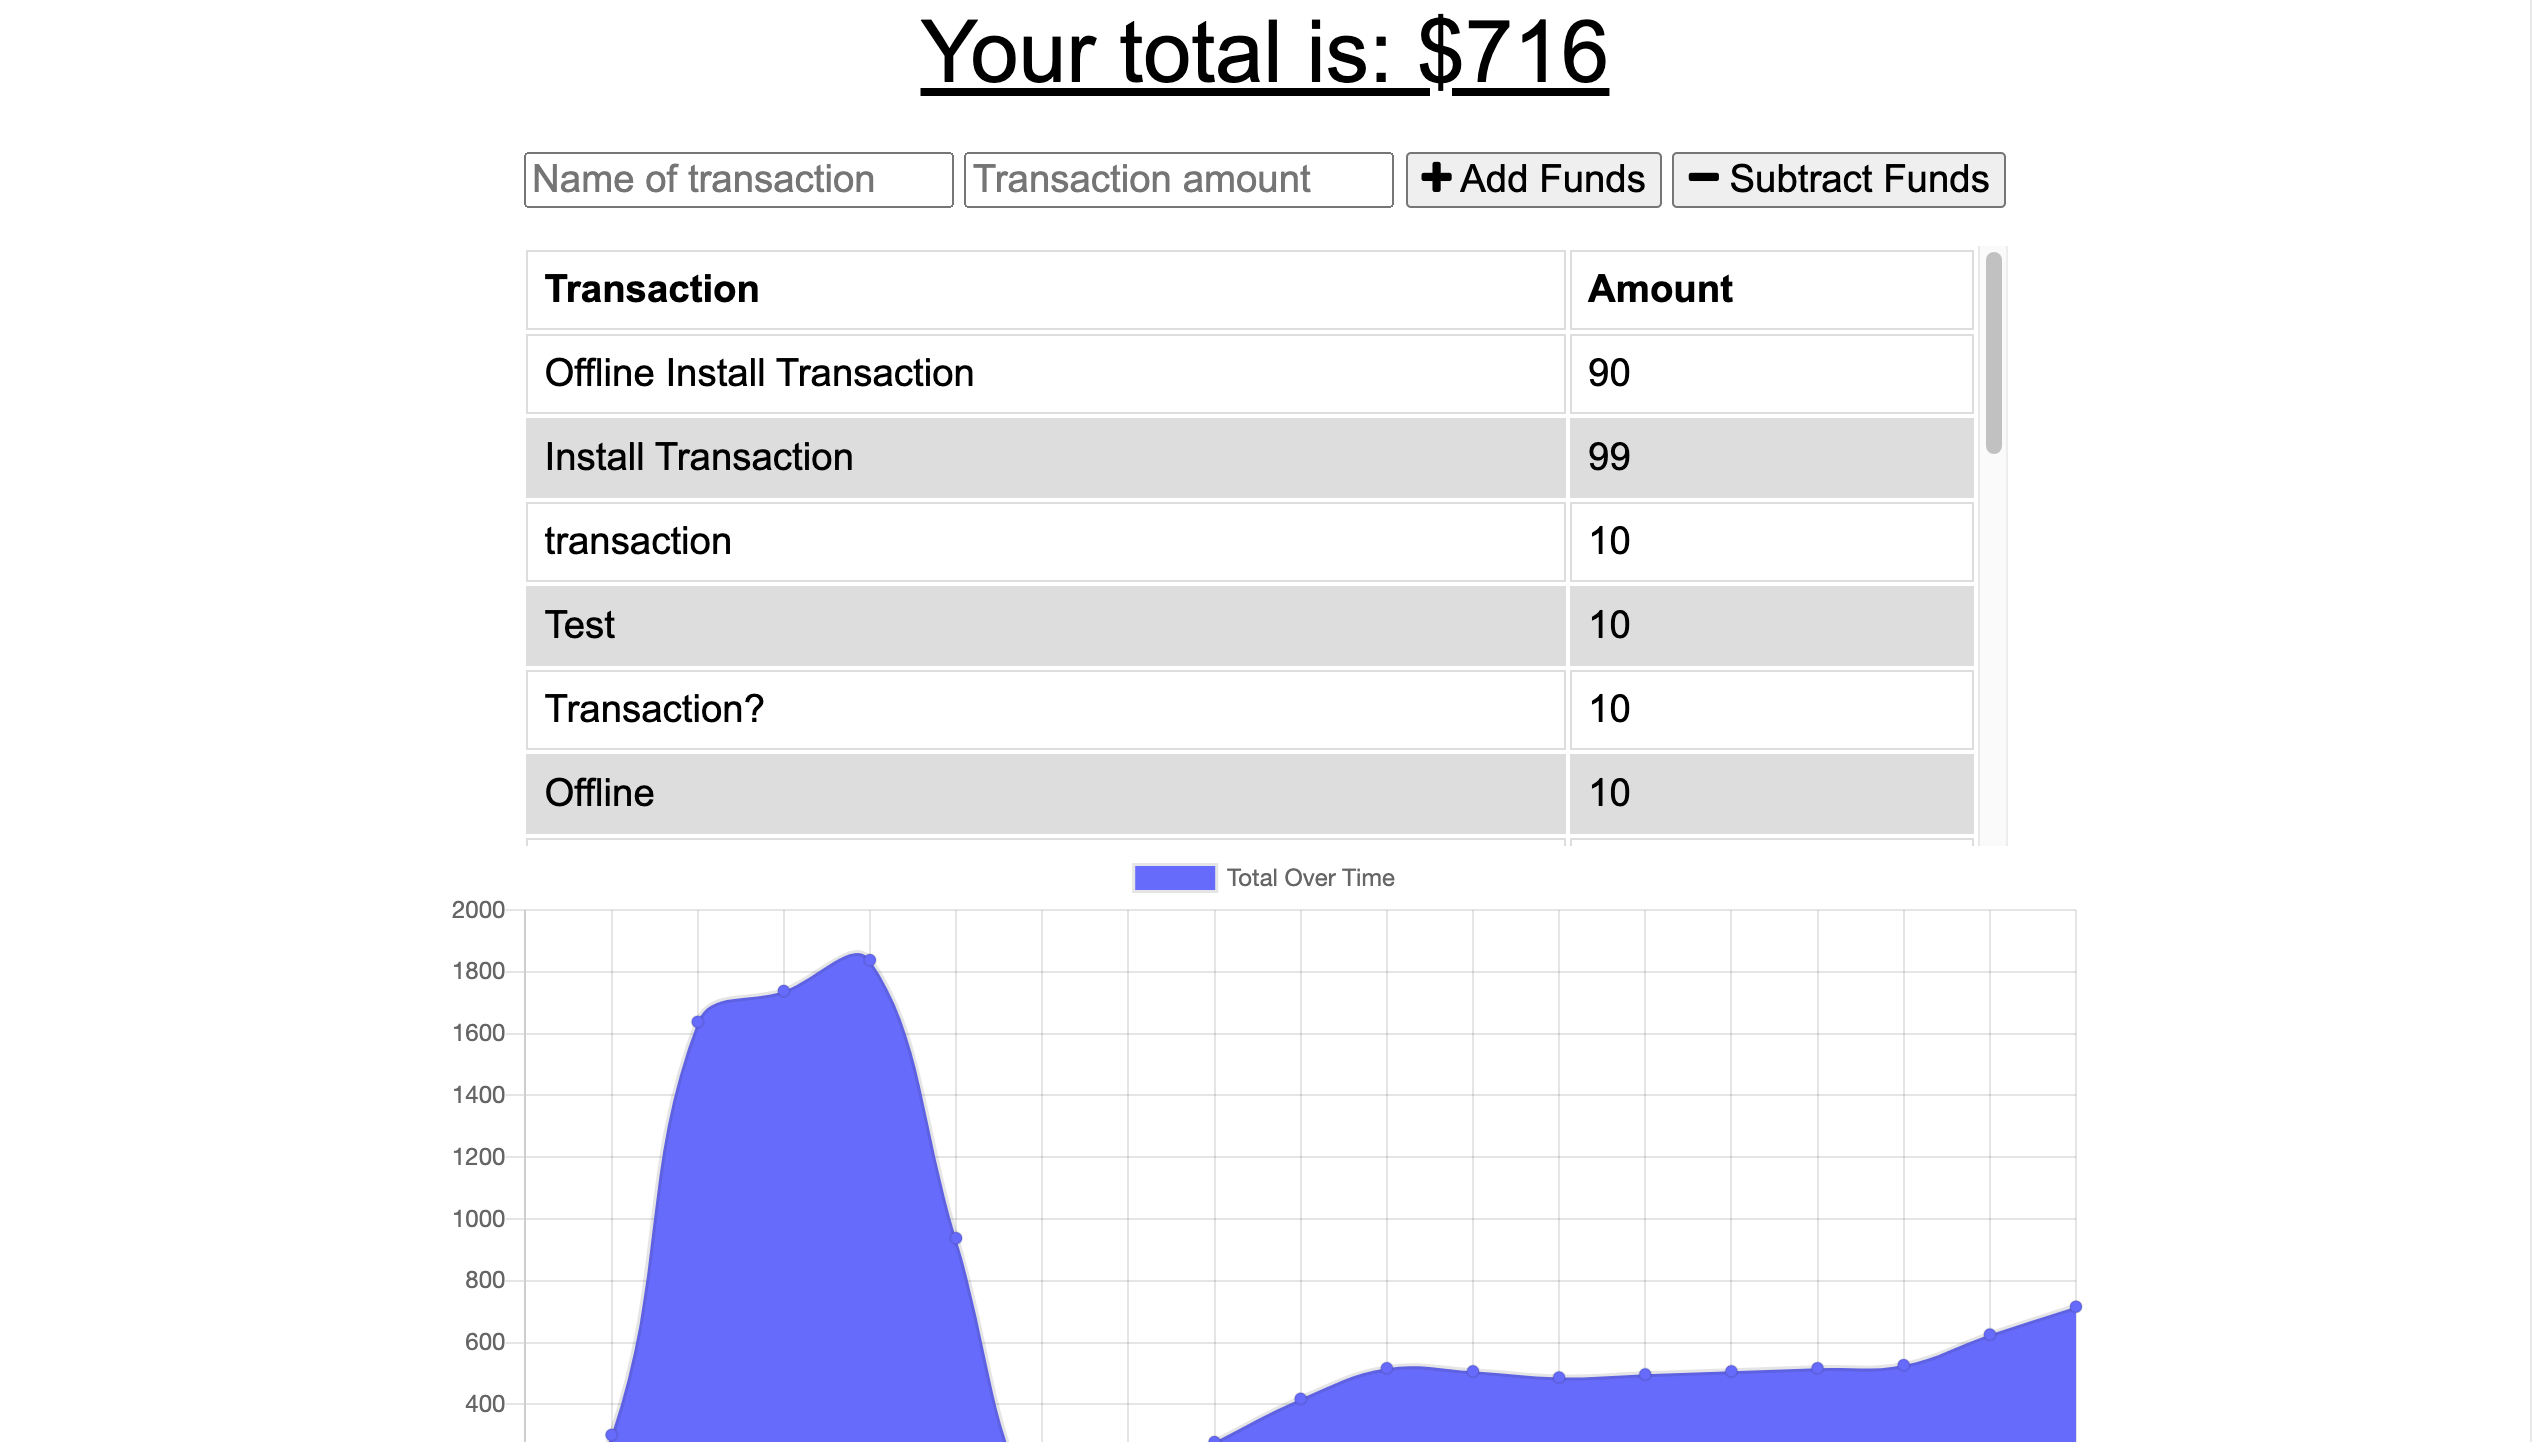 Your total is: $716
Name of transaction Transaction amount Add Funds Subtract Funds
Transaction Amount
Offline Install Transaction 90
Install Transaction 99
transaction 10
Test 10
Transaction? 10
Offline 10
Total Over Time
2000
1800
1600
1400
1200
1000
800
600
400